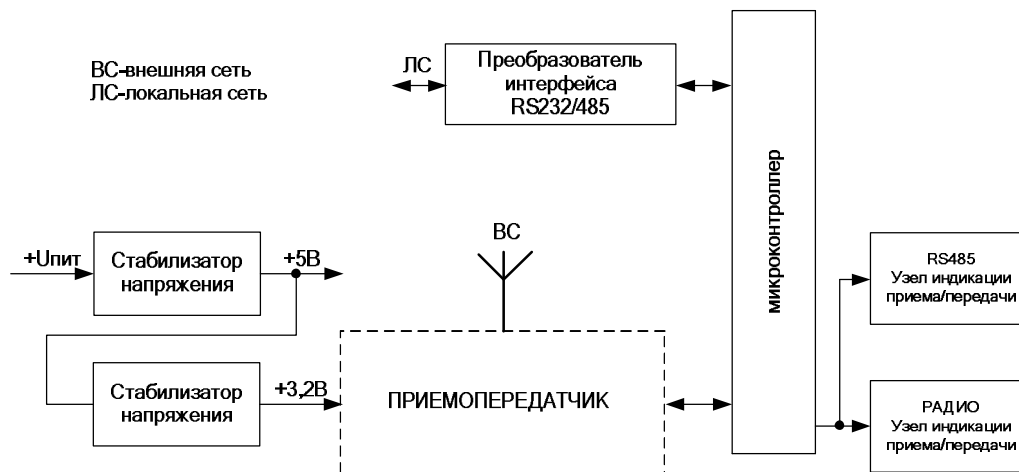 ВС-внешняя сеть
ЛС-локальная сеть
ЛС
Преобразователь
интерфейса
RS232/485
микроконтроллер
+Uпит
Стабилизатор
напряжения
+5В
ВС
RS485
Узел индикации
приема/передачи
Стабилизатор
напряжения
+3,2В
ПРИЕМОПЕРЕДАТЧИК
РАДИО
Узел индикации
приема/передачи